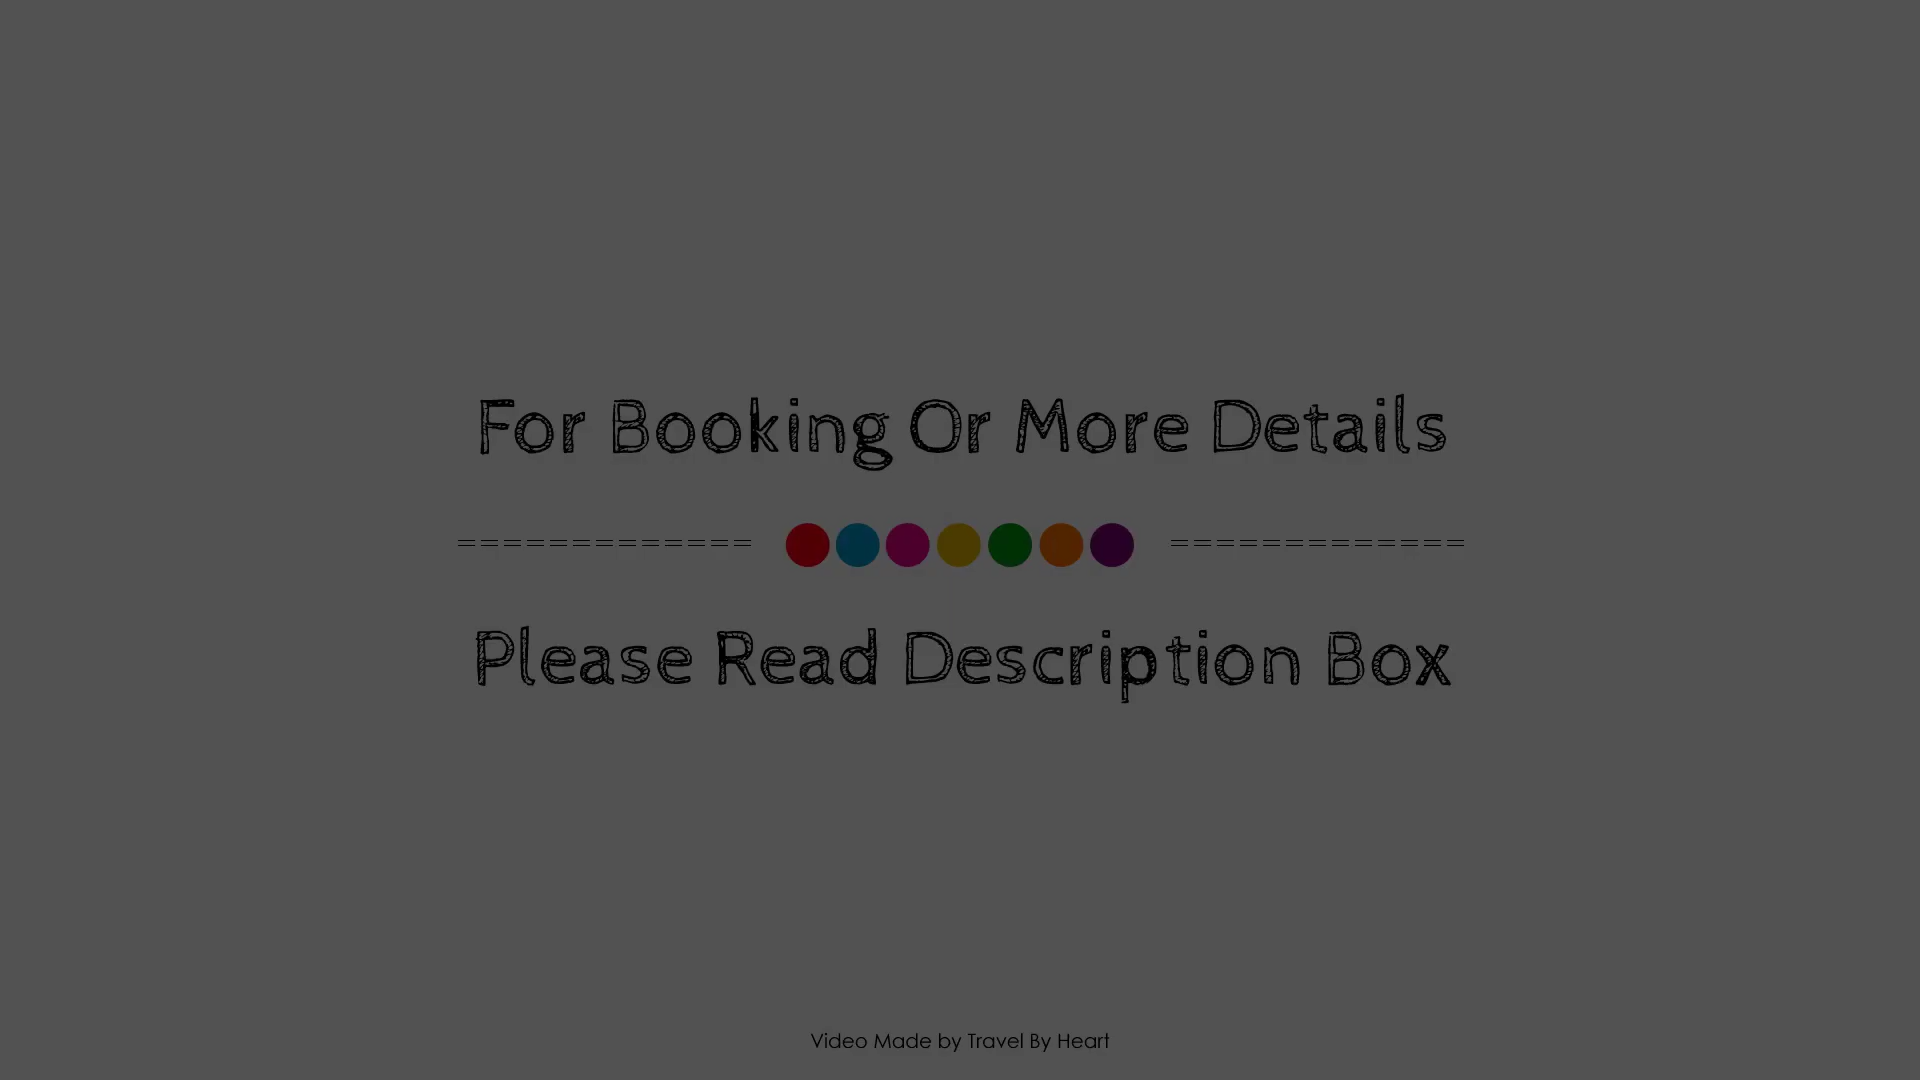 For Booking Or More Details
============= =============
Please Read Description Box
Video Made by Travel By Heart